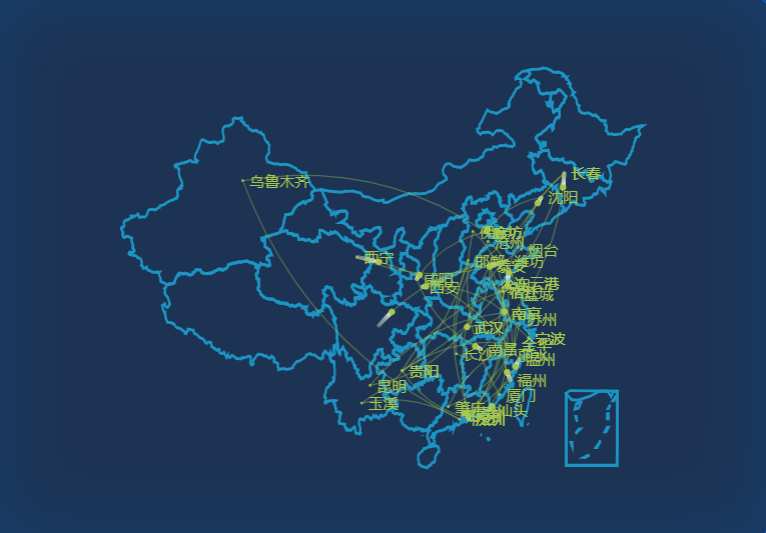 长春
乌鲁木齐
沈阳
廊坊
沧州
烟台
西宁
邯郸
潍坊
泰安
咸阳
西安
连云港
盐城
南京
苏州
武汉
宁波
南昌
长沙
温州
贵阳
福州
昆明
厦门
玉溪
肇庆
汕头